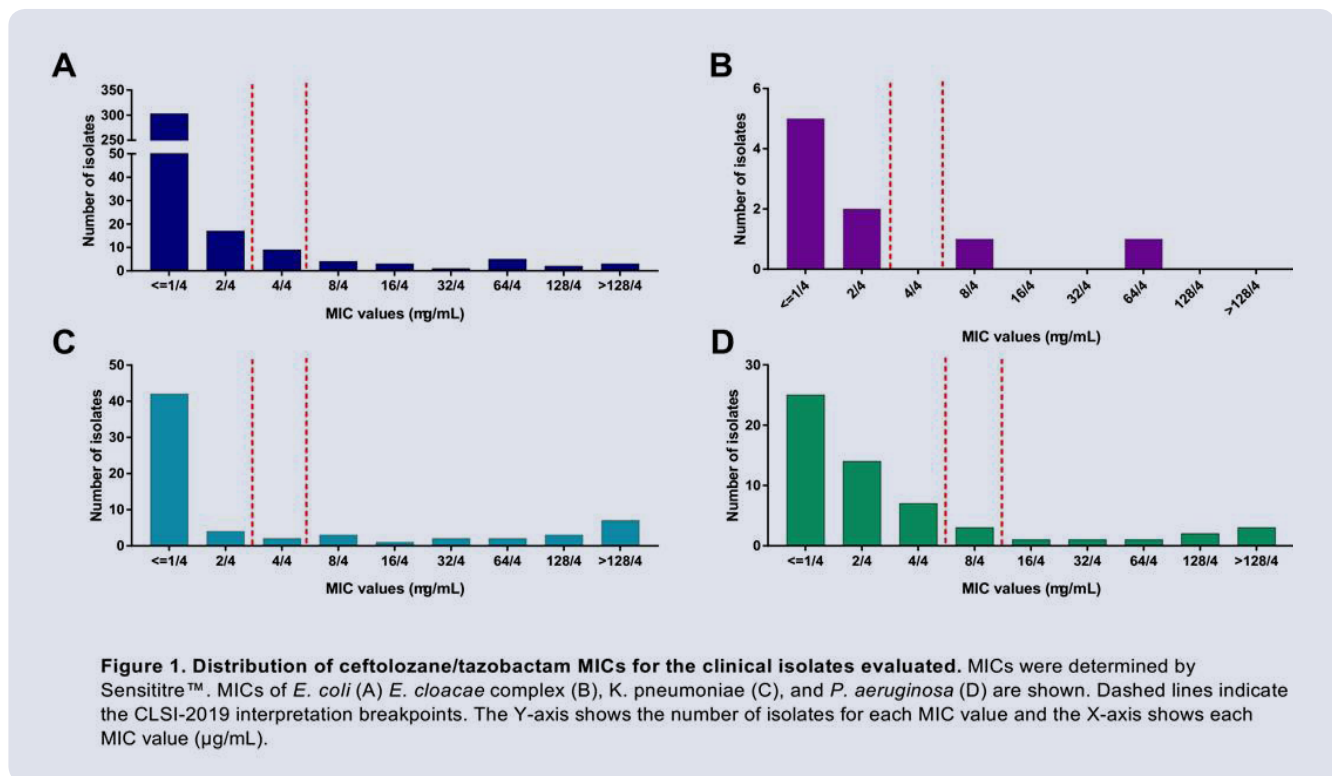 A
Number of isolates
350
300
250
50
40
30
20
10
0
<=1/4 2/4 4/4 8/4 16/4 32/4 64/4 128/4 >128/4
MIC values (mg/mL)
B
Number of isolates
6
4
2
0
<=1/4 2/4 4/4 8/4 16/4 32/4 64/4 128/4 >128/4
MIC values (mg/mL)
C
Number of isolates
50
40
30
20
10
0
<=1/4 2/4 4/4 8/4 16/4 32/4 64/4 128/4 >128/4
MIC values (mg/mL)
D
Number of isolates
30
20
10
0
<=1/4 2/4 4/4 8/4 16/4 32/4 64/4 128/4 >128/4
MIC values (mg/mL)
Figure 1. Distribution of ceftolozane/tazobactam MICs for the clinical isolates evaluated. MICs were determined by
Sensititre™. MICs of E. coli (A) E. cloacae complex (B), K. pneumoniae (C), and P. aeruginosa (D) are shown. Dashed lines indicate
the CLSI-2019 interpretation breakpoints. The Y-axis shows the number of isolates for each MIC value and the X-axis shows each
MIC value (µg/mL).